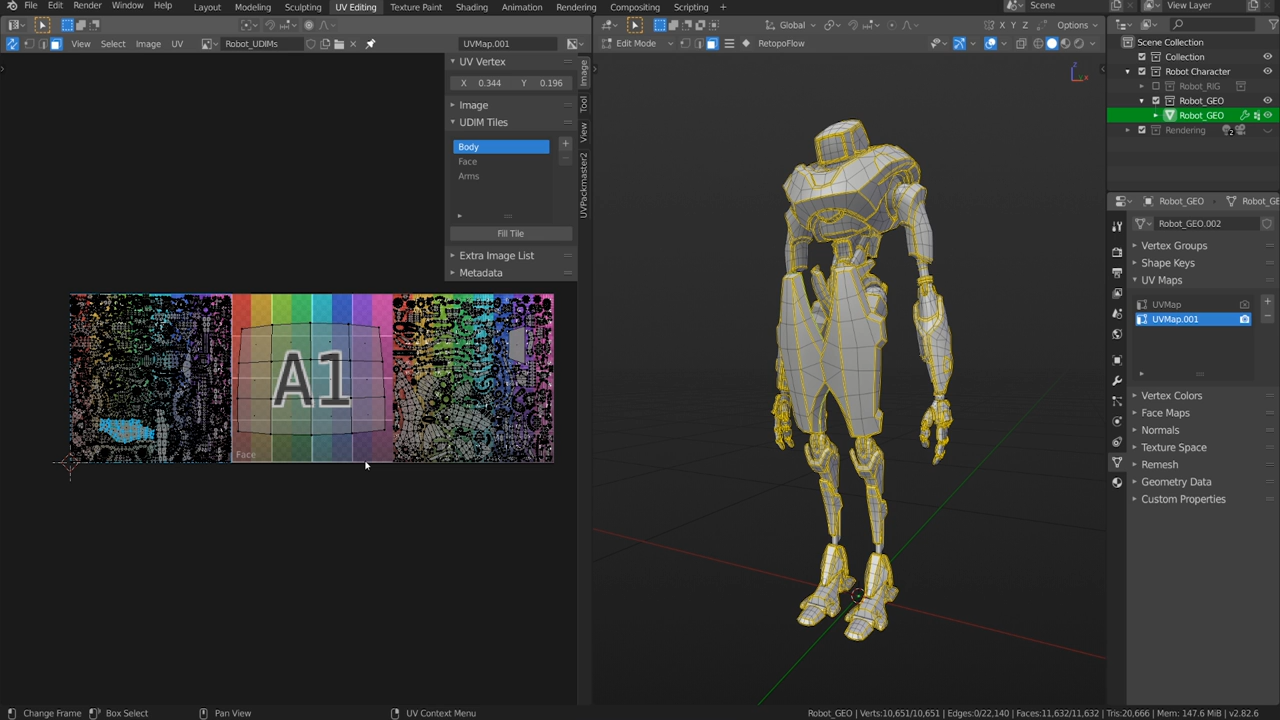 File Edit Render Window Help Layout Modeling Sculpting UV Editing Texture Paint Shading Animation Rendering Compositing Scripting + Scene View Layer
Global X Y Z Options
View Select Image UV Robot_UDIMs UVMap.001 Edit Mode RetopoFlow
Scene Collection
Collection
Robot Character
Robot_RIG
Robot_GEO
Robot_GEO
Rendering 2
UV Vertex
X 0.344 Y 0.196
Image
UDIM Tiles
Body
Face
Arms
Fill Tile
Extra Image List
Metadata
Image
Tool
View
UVPackmaster2
A1
Face
Robot_GEO Robot_GE
Robot_GEO.002
Vertex Groups
Shape Keys
UV Maps
UVMap
UVMap.001
Vertex Colors
Face Maps
Normals
Texture Space
Remesh
Geometry Data
Custom Properties
Change Frame Box Select Pan View UV Context Menu Robot_GEO | Verts:10,651/10,651 | Edges:0/22,140 | Faces:11,632/11,632 | Tris:20,666 | Mem: 147.6 MiB | v2.82.6